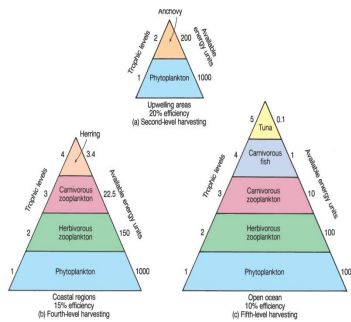 Anchovy
Trophic levels
2
200
Available
energy units
1
Phytoplankton
1000
Upwelling areas
20% efficiency
(a) Second-level harvesting
Herring
4
3.4
Trophic levels
Available energy units
3
Carnivorous
zooplankton
22.5
2
Herbivorous
zooplankton
150
1
Phytoplankton
1000
Coastal regions
15% efficiency
(b) Fourth-level harvesting
5
Tuna
0.1
4
Carnivorous
fish
1
Trophic levels
Available energy units
3
Carnivorous
zooplankton
10
2
Herbivorous
zooplankton
100
1
Phytoplankton
Open ocean
10% efficiency
(c) Fifth-level harvesting